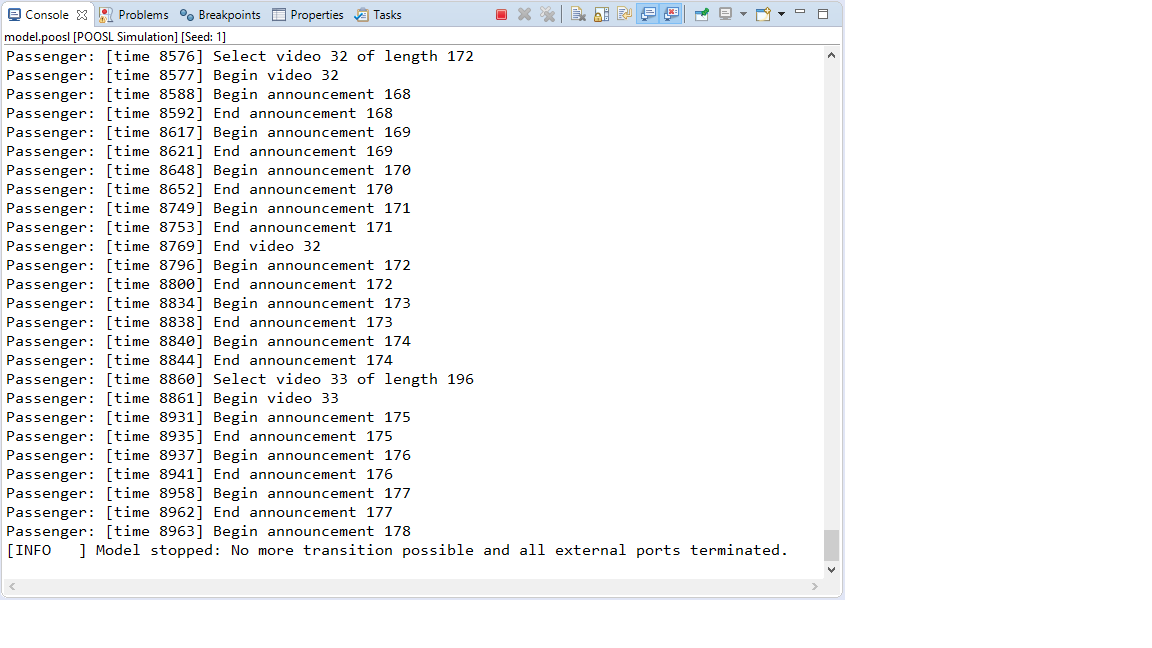 Console Problems Breakpoints Properties Tasks
model.poosl [POOSL Simulation] [Seed: 1]
Passenger: [time 8576] Select video 32 of length 172
Passenger: [time 8577] Begin video 32
Passenger: [time 8588] Begin announcement 168
Passenger: [time 8592] End announcement 168
Passenger: [time 8617] Begin announcement 169
Passenger: [time 8621] End announcement 169
Passenger: [time 8648] Begin announcement 170
Passenger: [time 8652] End announcement 170
Passenger: [time 8749] Begin announcement 171
Passenger: [time 8753] End announcement 171
Passenger: [time 8769] End video 32
Passenger: [time 8796] Begin announcement 172
Passenger: [time 8800] End announcement 172
Passenger: [time 8834] Begin announcement 173
Passenger: [time 8838] End announcement 173
Passenger: [time 8840] Begin announcement 174
Passenger: [time 8844] End announcement 174
Passenger: [time 8860] Select video 33 of length 196
Passenger: [time 8861] Begin video 33
Passenger: [time 8931] Begin announcement 175
Passenger: [time 8935] End announcement 175
Passenger: [time 8937] Begin announcement 176
Passenger: [time 8941] End announcement 176
Passenger: [time 8958] Begin announcement 177
Passenger: [time 8962] End announcement 177
Passenger: [time 8963] Begin announcement 178
[INFO   ] Model stopped: No more transition possible and all external ports terminated.